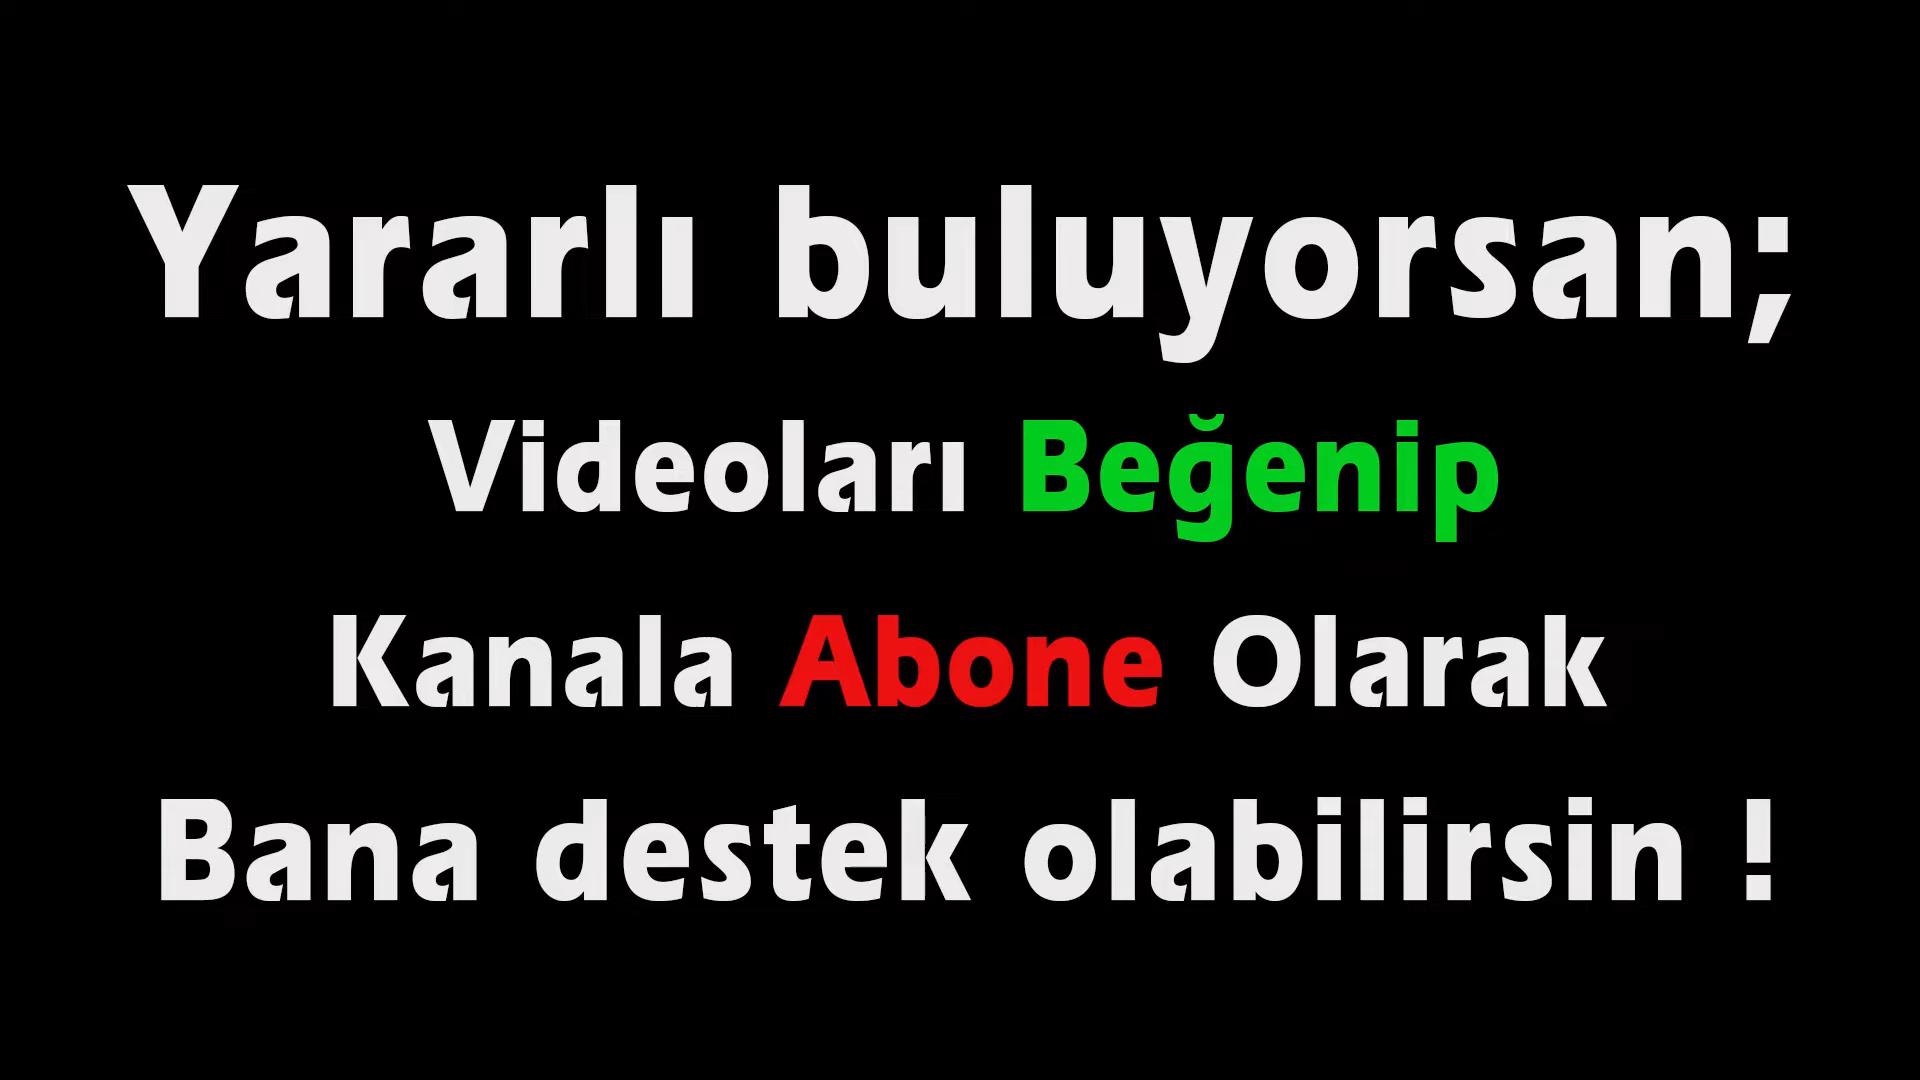 Yararlı buluyorsan;
Videoları Beğenip
Kanala Abone Olarak
Bana destek olabilirsin !